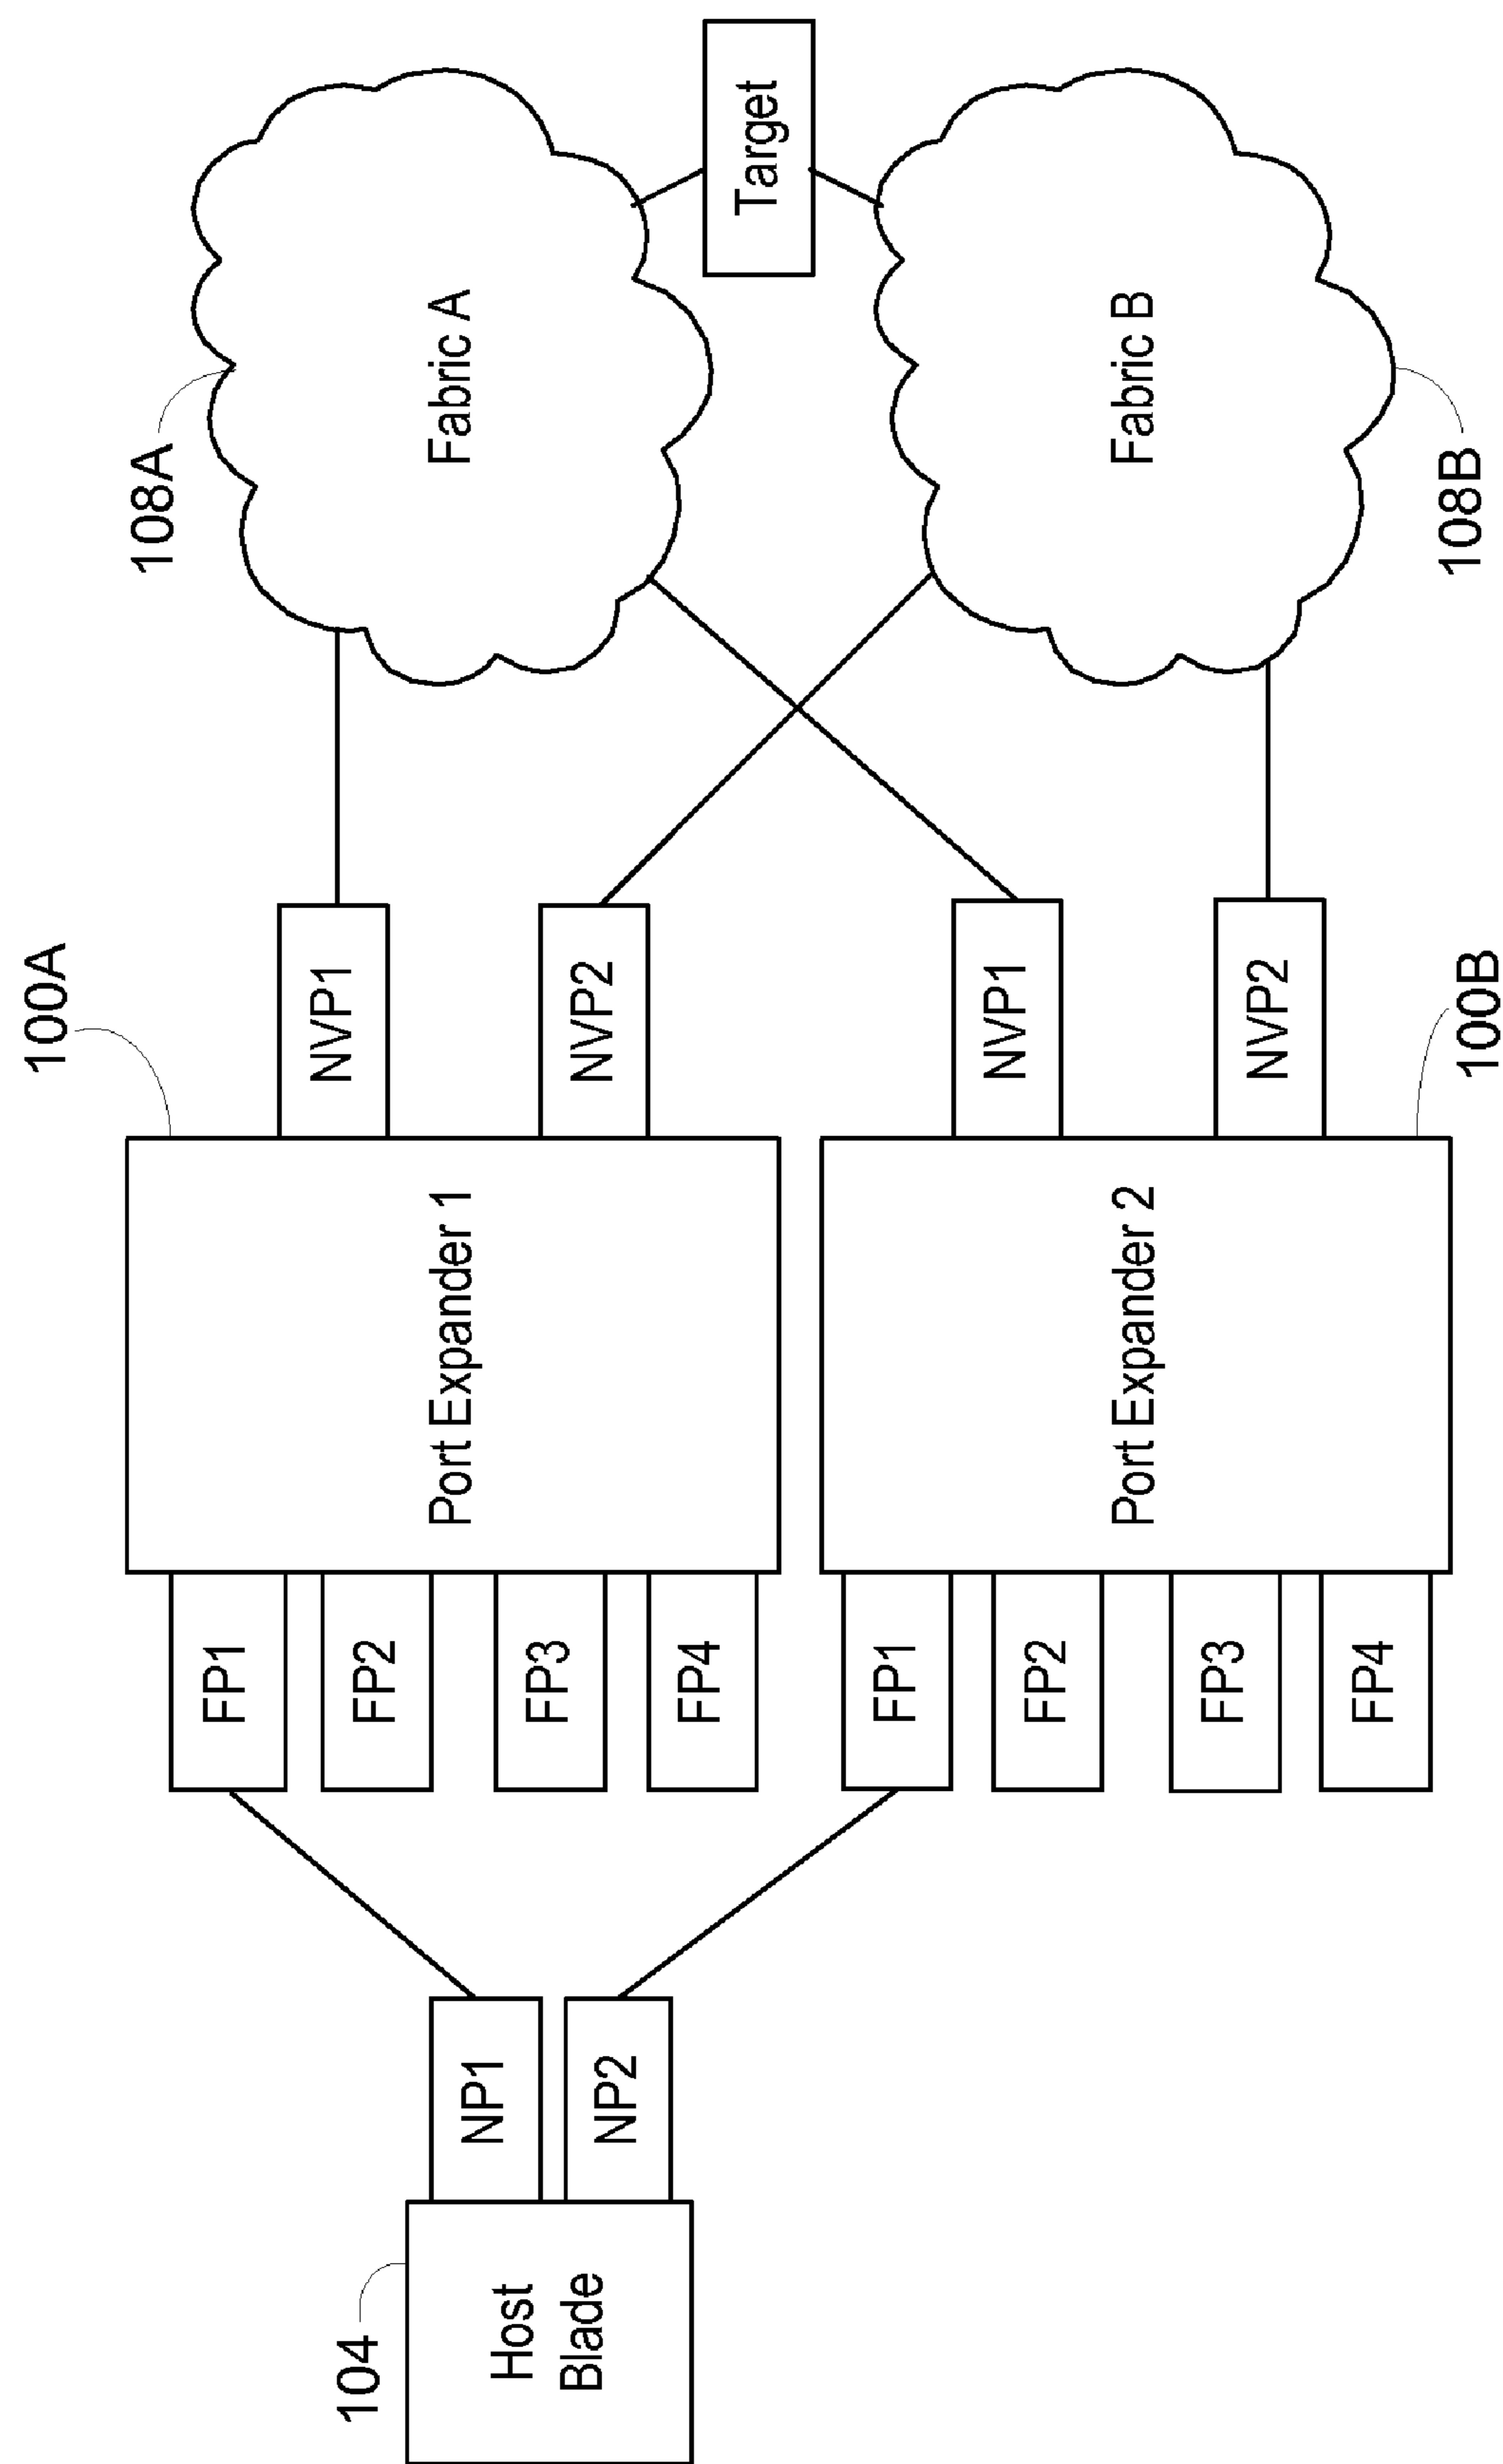 104
Host
Blade
NP1
NP2
FP1
FP2
FP3
FP4
FP1
FP2
FP3
FP4
100A
Port Expander 1
Port Expander 2
100B
NVP1
NVP2
NVP1
NVP2
108A
Fabric A
Fabric B
108B
Target